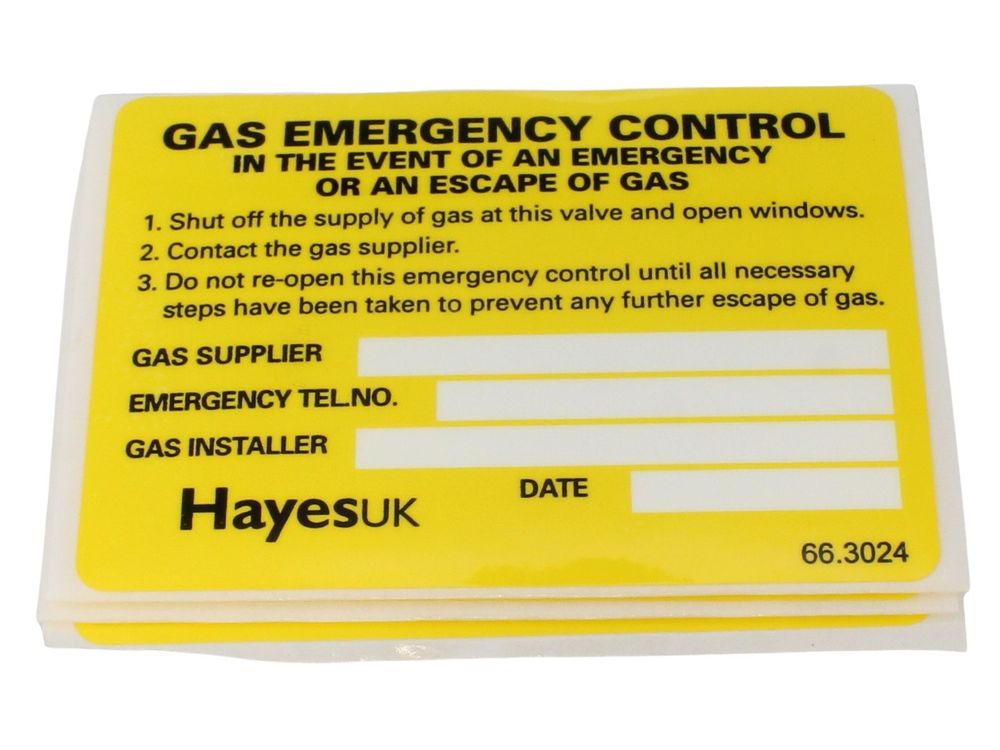 GAS EMERGENCY CONTROL
IN THE EVENT OF AN EMERGENCY
OR AN ESCAPE OF GAS
1. Shut off the supply of gas at this valve and open windows.
2. Contact the gas supplier.
3. Do not re-open this emergency control until all necessary
steps have been taken to prevent any further escape of gas.
GAS SUPPLIER
EMERGENCY TEL.NO.
GAS INSTALLER
DATE
HayesUK
66.3024